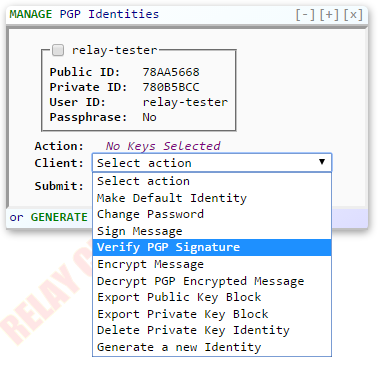 MANAGE PGP Identities [-] [+] [x]
relay-tester
Public ID: 78AA5668
Private ID: 780B5BCC
User ID: relay-tester
Passphrase: No
Action: No Keys Selected
Client: Select action
Submit:
Select action
Make Default Identity
Change Password
Sign Message
Verify PGP Signature
Encrypt Message
Decrypt PGP Encrypted Message
Export Public Key Block
Export Private Key Block
Delete Private Key Identity
Generate a new Identity
or GENERATE
RELAY